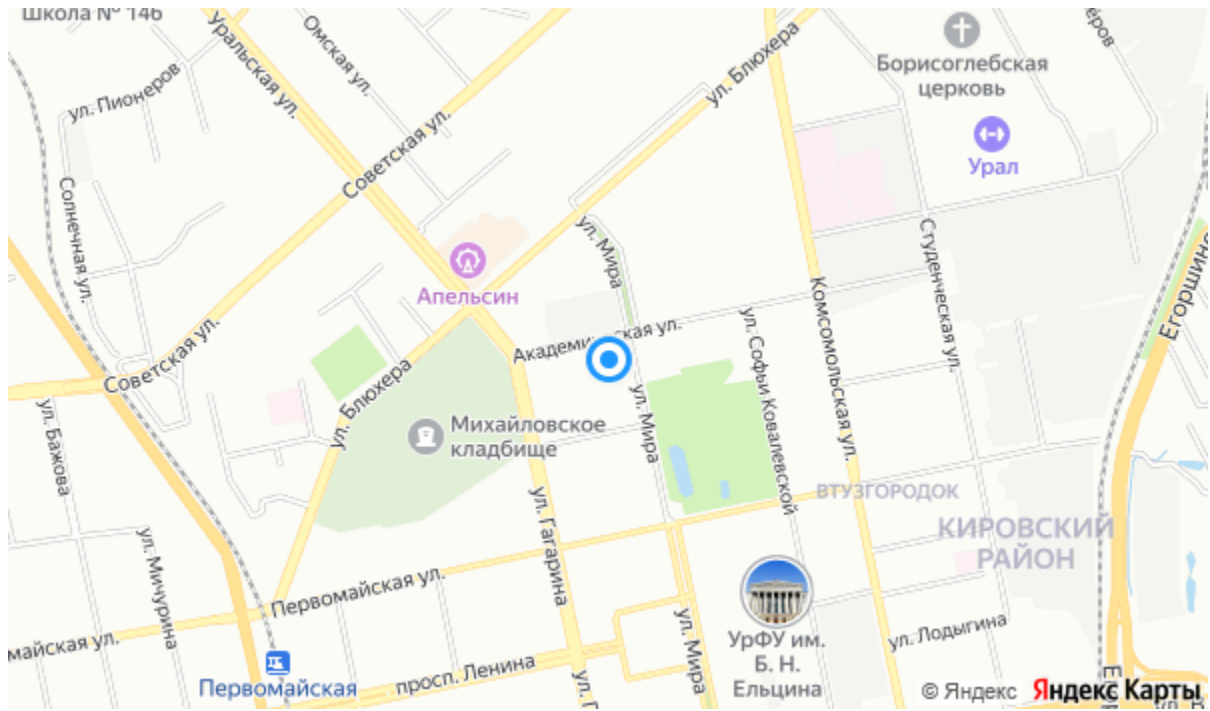 Школа № 146
ул. Пионеров
Уральская ул.
Омская ул.
Советская ул.
ул. Блюхера
Борисоглебская
церковь
Урал
Солнечная ул.
Апельсин
ул. Мира
Академическая ул.
Студенческая ул.
Комсомольская ул.
ул. Софьи Ковалевской
Советская ул.
ул. Блюхера
Михайловское
кладбище
ул. Мира
ул. Бажова
ВТУЗГОРОДОК
КИРОВСКИЙ
РАЙОН
ул. Мичурина
ул. Гагарина
Первомайская ул.
майская ул.
Первомайская
просп. Ленина
ул. Мира
УрФУ им.
Б. Н.
Ельцина
ул. Лодыгина
© Яндекс Яндекс Карты